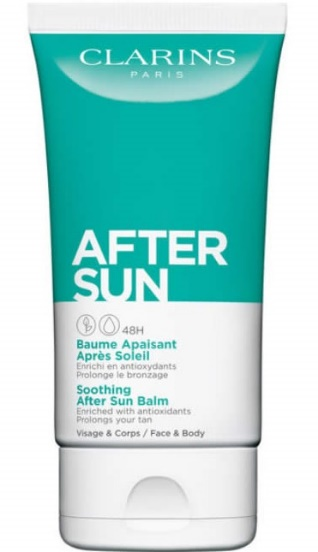 CLARINS
PARIS
AFTER
SUN
48H
Baume Apaisant
Après Soleil
Enrichi en antioxydants
Prolonge le bronzage
Soothing
After Sun Balm
Enriched with antioxidants
Prolongs your tan
Visage & Corps / Face & Body